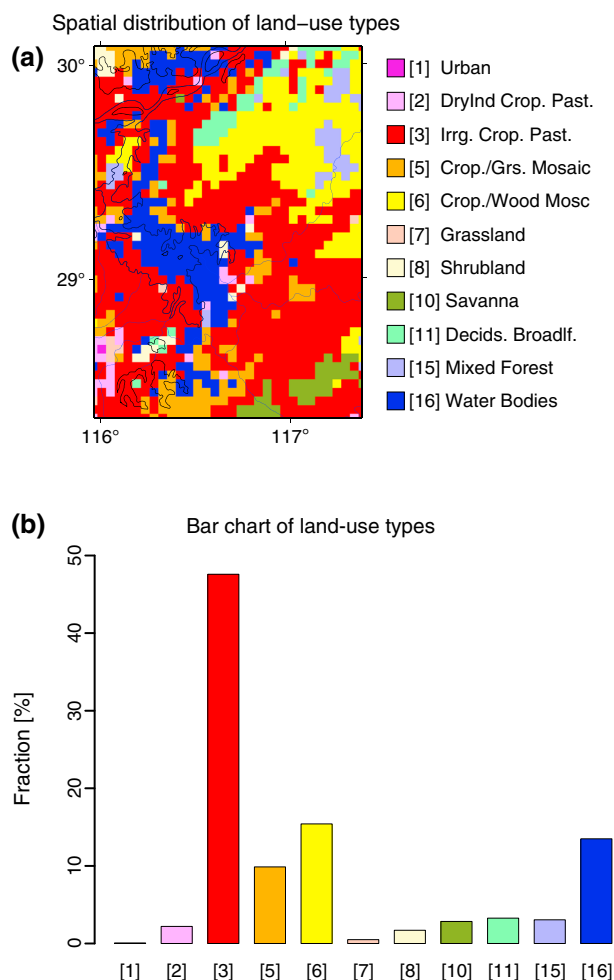 Spatial distribution of land–use types
(a)
30°
29°
116°
117°
[1] Urban
[2] Drylnd Crop. Past.
[3] Irrg. Crop. Past.
[5] Crop./Grs. Mosaic
[6] Crop./Wood Mosc
[7] Grassland
[8] Shrubland
[10] Savanna
[11] Decids. Broadlf.
[15] Mixed Forest
[16] Water Bodies
(b)
Bar chart of land-use types
Fraction [%]
50
40
30
20
10
0
[1] [2] [3] [5] [6] [7] [8] [10] [11] [15] [16]